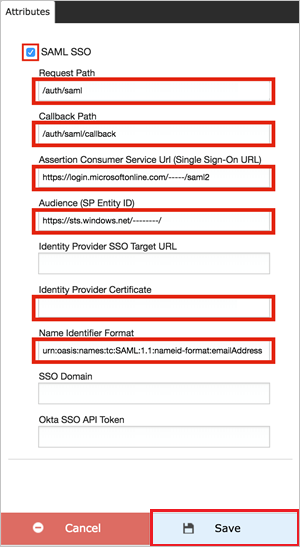 Attributes
SAML SSO
Request Path
/auth/saml
Callback Path
/auth/saml/callback
Assertion Consumer Service Url (Single Sign-On URL)
https://login.microsoftonline.com/-----/saml2
Audience (SP Entity ID)
https://sts.windows.net/--------/
Identity Provider SSO Target URL
Identity Provider Certificate
Name Identifier Format
urn:oasis:names:tc:SAML:1.1:nameid-format:emailAddress
SSO Domain
Okta SSO API Token
Cancel
Save